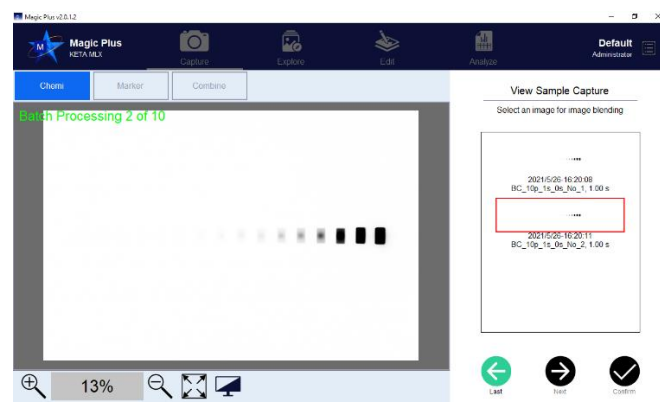 Magic Plus v2.0.1.2
M
Magic Plus
KETA MLX
Capture
Explore
Edit
Analyze
Default
Administrator
Chemi
Marker
Combine
Batch Processing 2 of 10
View Sample Capture
Select an image for image blending
2021/5/26-16:20:08
BC_10p_1s_0s_No_1, 1.00 s
2021/5/26-16:20:11
BC_10p_1s_0s_No_2, 1.00 s
13%
Last
Next
Confirm